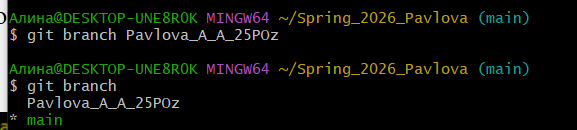 Алина@DESKTOP-UNE8R0K MINGW64 ~/Spring_2026_Pavlova (main)
$ git branch Pavlova_A_A_25POz

Алина@DESKTOP-UNE8R0K MINGW64 ~/Spring_2026_Pavlova (main)
$ git branch
  Pavlova_A_A_25POz
* main